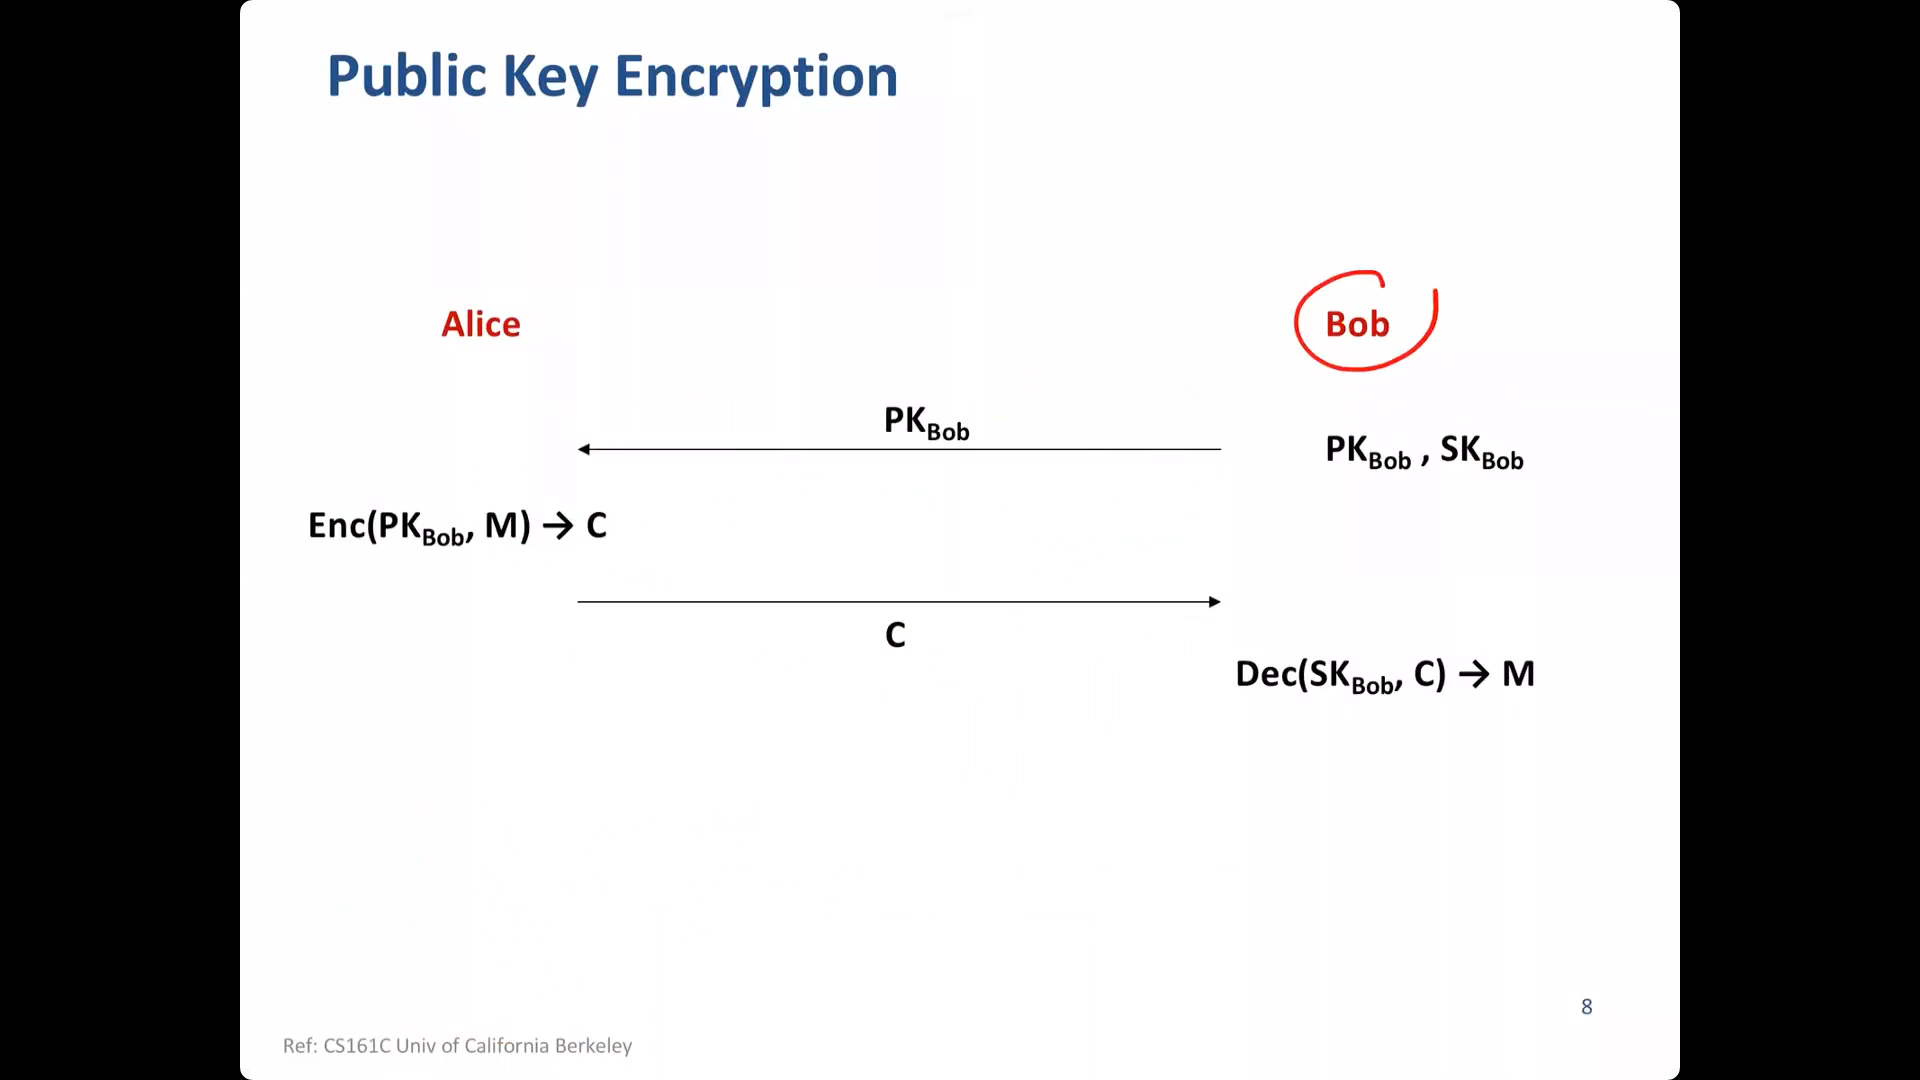 Public Key Encryption
Alice
Bob
PK_Bob
PK_Bob , SK_Bob
Enc(PK_Bob, M) → C
C
Dec(SK_Bob, C) → M
8
Ref: CS161C Univ of California Berkeley